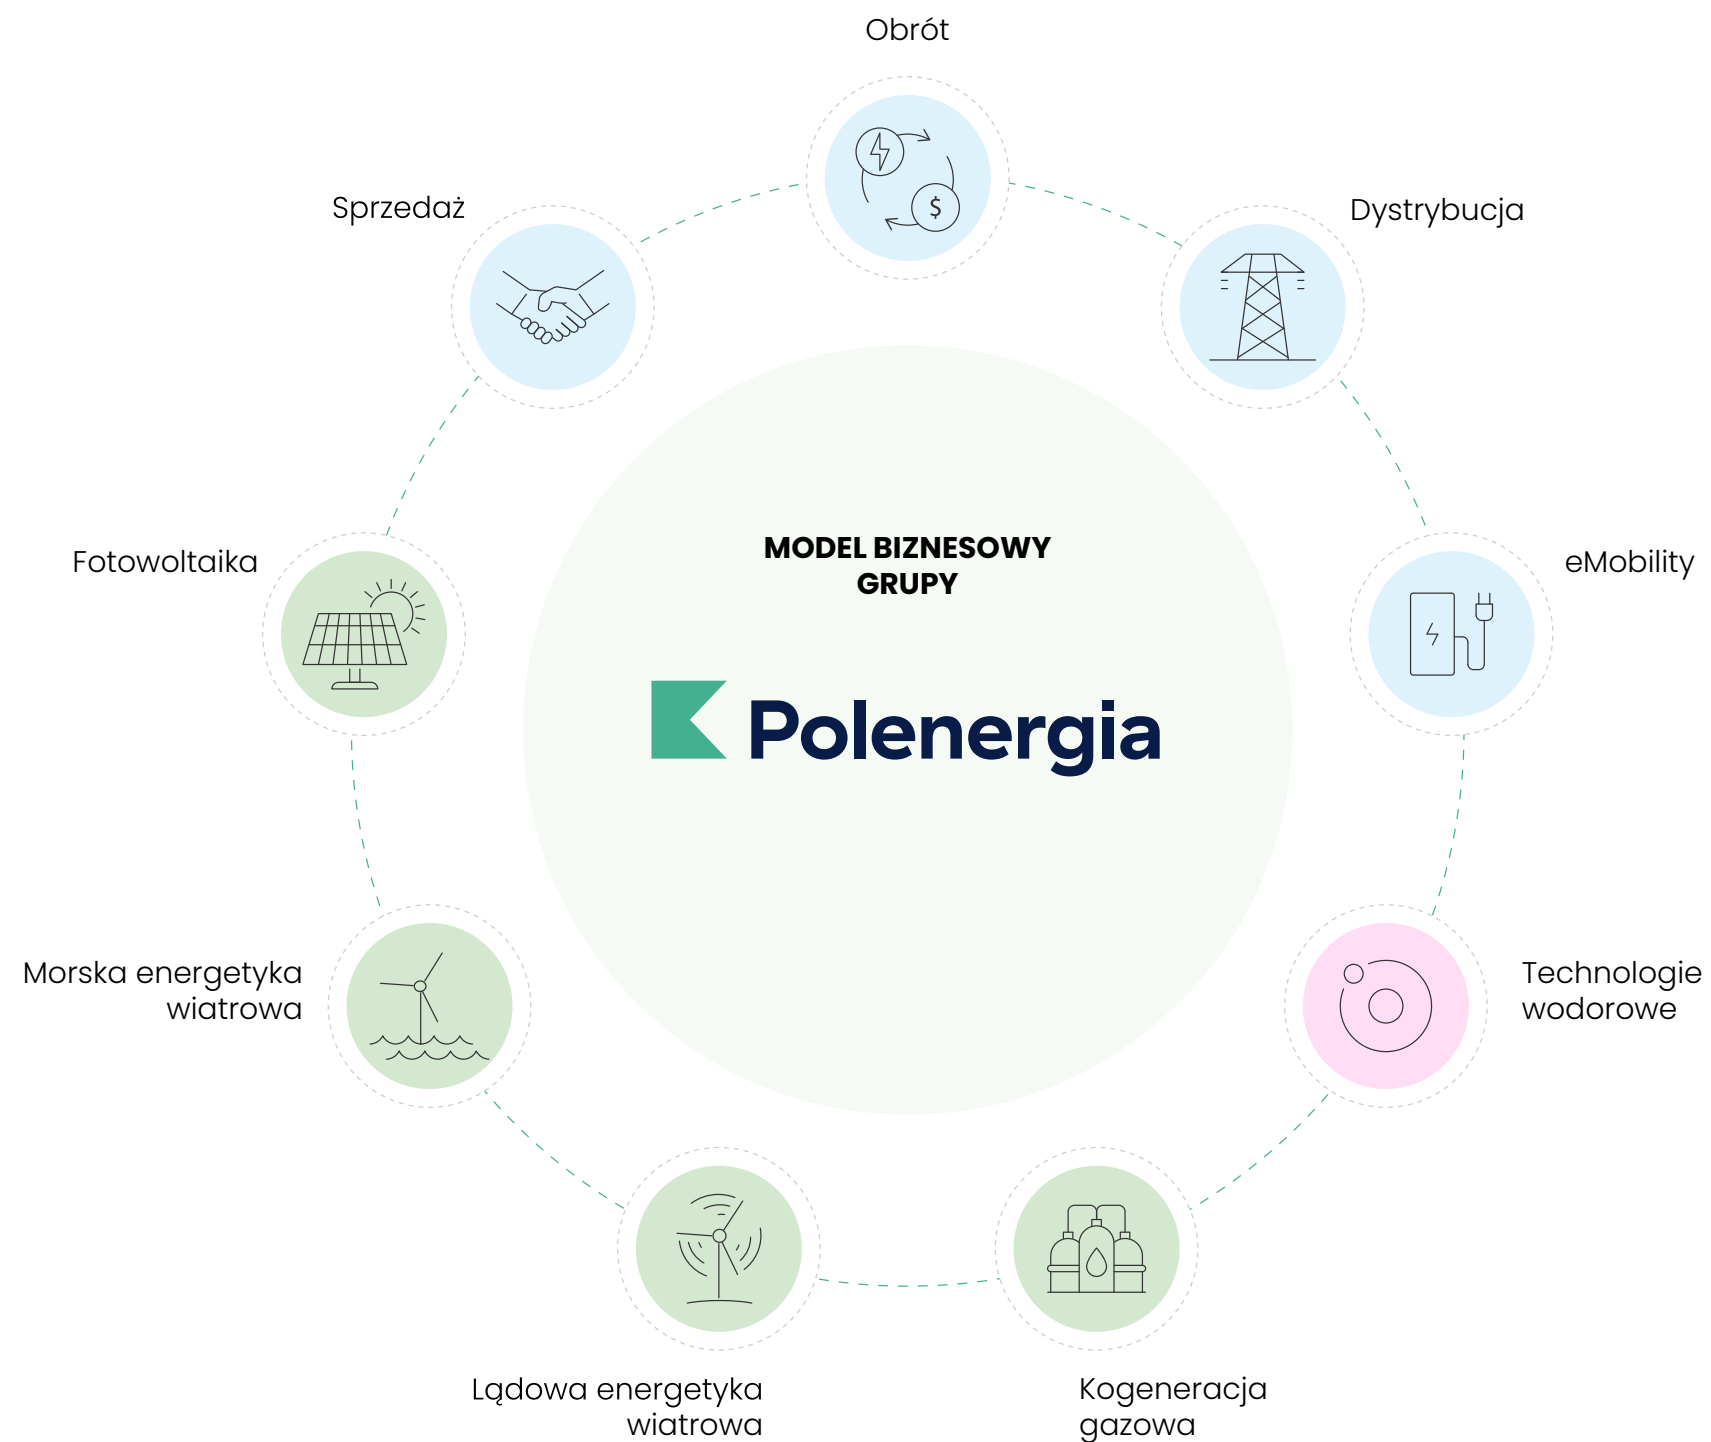 Obrót
Sprzedaż
Dystrybucja
$
Fotowoltaika
eMobility
MODEL BIZNESOWY
GRUPY
Polenergia
Morska energetyka
wiatrowa
Technologie
wodorowe
Lądowa energetyka
wiatrowa
Kogeneracja
gazowa